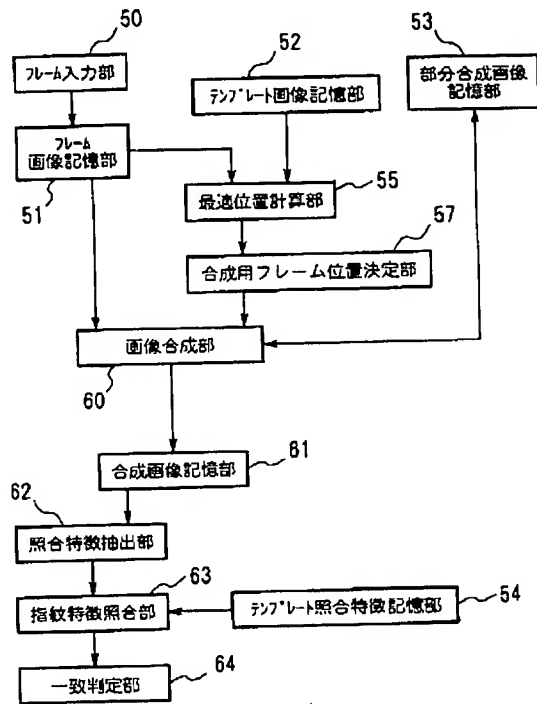 50
フレーム入力部
52
テンプレート画像記憶部
53
部分合成画像
記憶部
フレーム
画像記憶部
51
最適位置計算部
55
57
合成用フレーム位置決定部
画像合成部
60
合成画像記憶部
61
62
照合特徴抽出部
63
指紋特徴照合部
テンプレート照合特徴記憶部
54
一致判定部
64